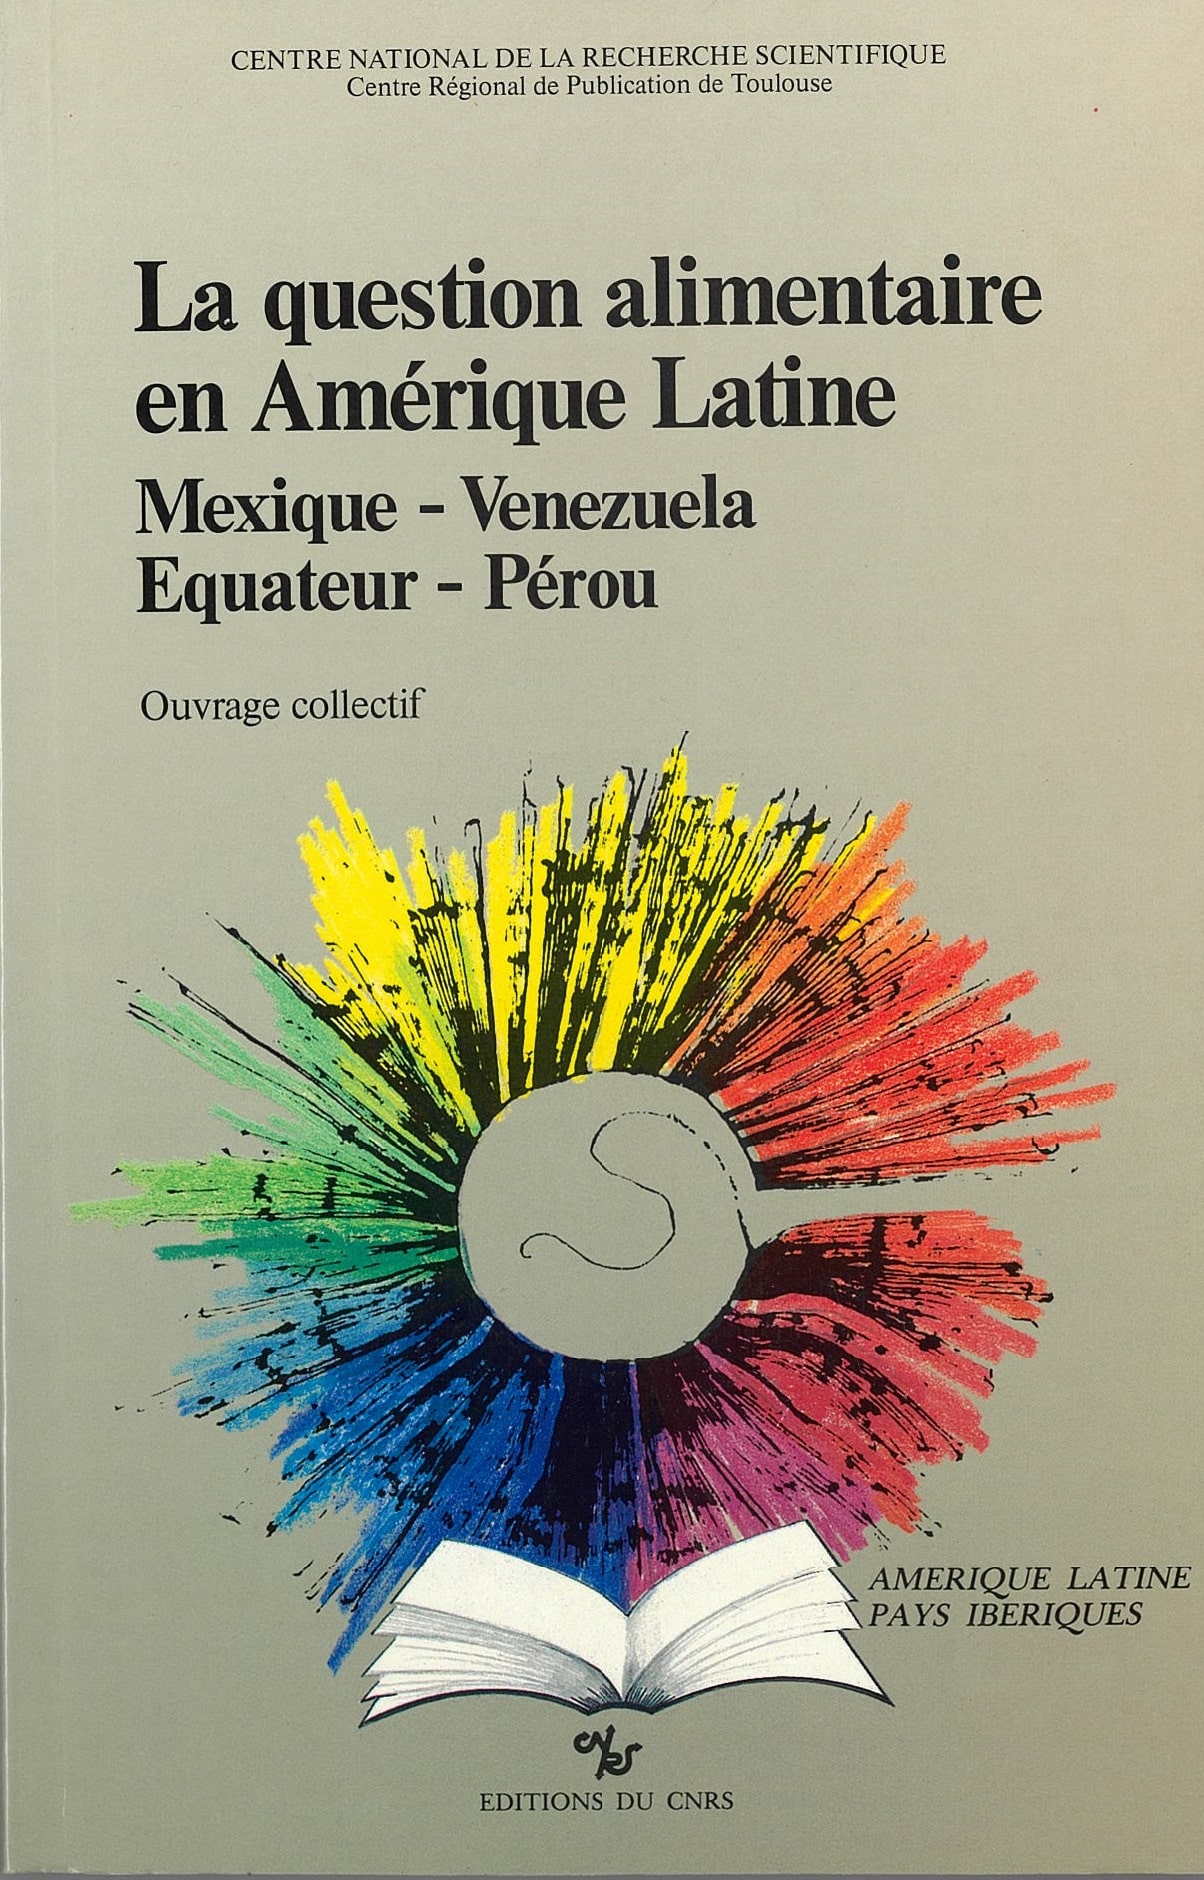 CENTRE NATIONAL DE LA RECHERCHE SCIENTIFIQUE
Centre Régional de Publication de Toulouse
La question alimentaire
en Amérique Latine
Mexique - Venezuela
Equateur - Pérou
Ouvrage collectif
AMERIQUE LATINE
PAYS IBERIQUES
CNRS
EDITIONS DU CNRS